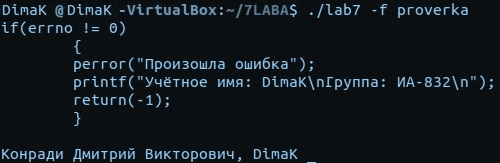 DimaK @DimaK -VirtualBox:~/7LABA$ ./lab7 -f proverka
if(errno != 0)
{
perror("Произошла ошибка");
printf("Учётное имя: DimaK\nГруппа: ИА-832\n");
return(-1);
}
Конради Дмитрий Викторович, DimaK